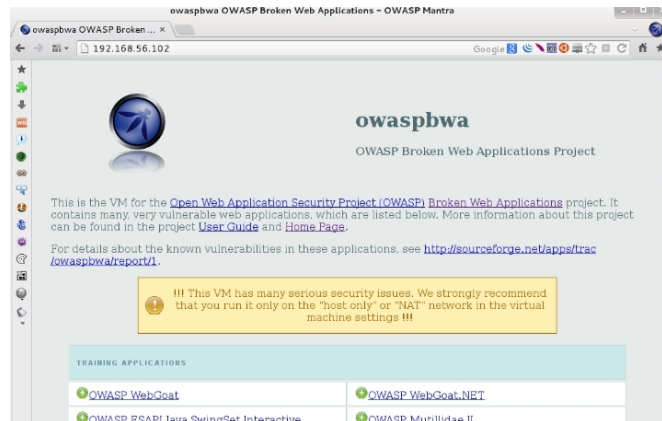 owaspbwa OWASP Broken Web Applications - OWASP Mantra
owaspbwa OWASP Broken ... ×
192.168.56.102
Google
owaspbwa
OWASP Broken Web Applications Project
This is the VM for the Open Web Application Security Project (OWASP) Broken Web Applications project. It
contains many, very vulnerable web applications, which are listed below. More information about this project
can be found in the project User Guide and Home Page.
For details about the known vulnerabilities in these applications, see http://sourceforge.net/apps/trac
/owaspbwa/report/1.
!!! This VM has many serious security issues. We strongly recommend
that you run it only on the "host only" or "NAT" network in the virtual
machine settings !!!
TRAINING APPLICATIONS
OWASP WebGoat
OWASP WebGoat.NET
OWASP ESAPI Java SwingSet Interactive
OWASP Mutillidae II